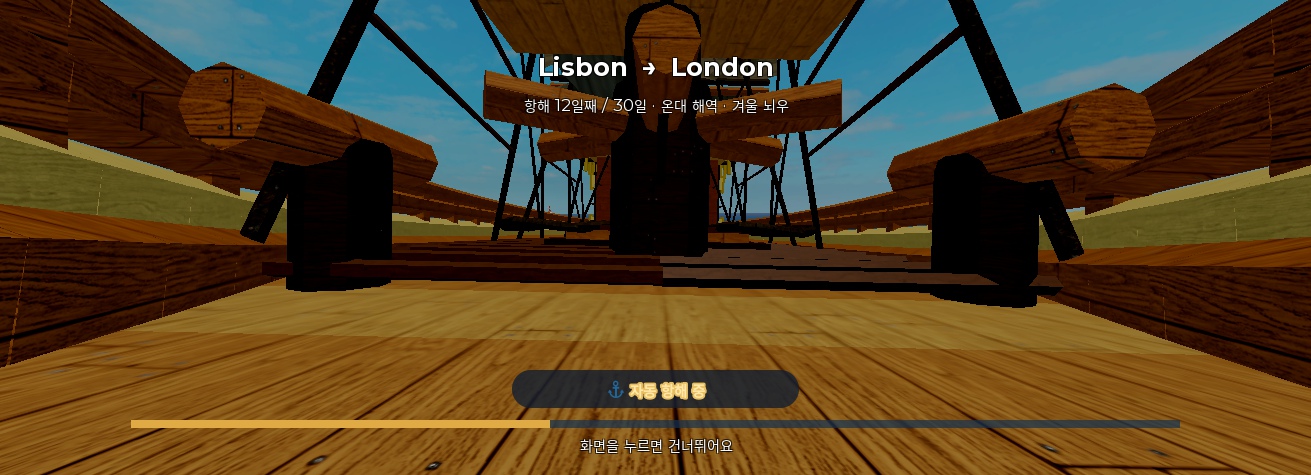 Lisbon → London
항해 12일째 / 30일 · 온대 해역 · 겨울 뇌우
⚓ 자동 항해 중
화면을 누르면 건너뛰어요